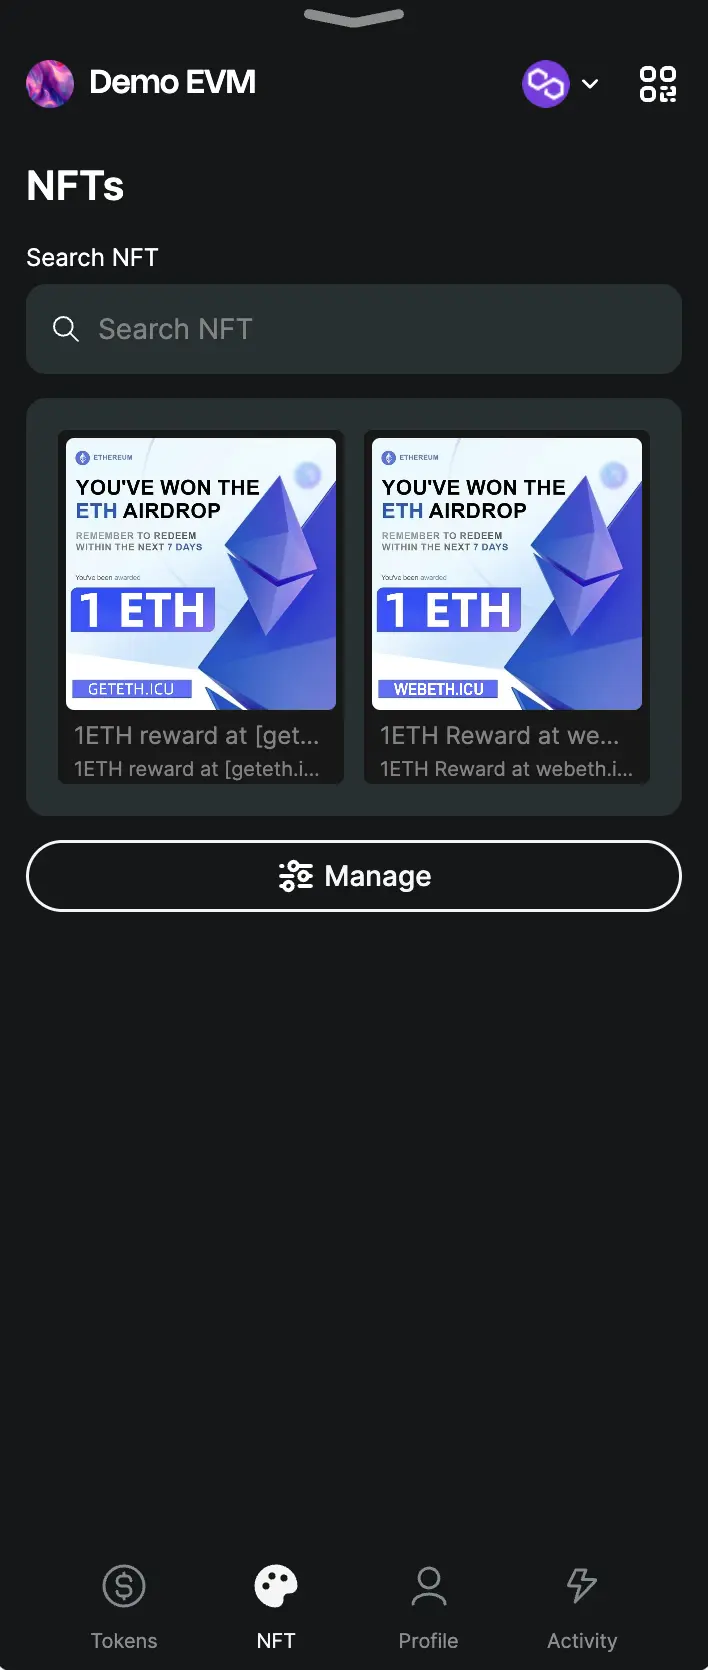 Demo EVM
NFTs
Search NFT
Search NFT
ETHEREUM
YOU'VE WON THE
ETH AIRDROP
REMEMBER TO REDEEM
WITHIN THE NEXT 7 DAYS
You've been awarded
1 ETH
GETETH.ICU
1ETH reward at [get...
1ETH reward at [geteth.i...
ETHEREUM
YOU'VE WON THE
ETH AIRDROP
REMEMBER TO REDEEM
WITHIN THE NEXT 7 DAYS
You've been awarded
1 ETH
WEBETH.ICU
1ETH Reward at we...
1ETH Reward at webeth.i...
Manage
Tokens
NFT
Profile
Activity